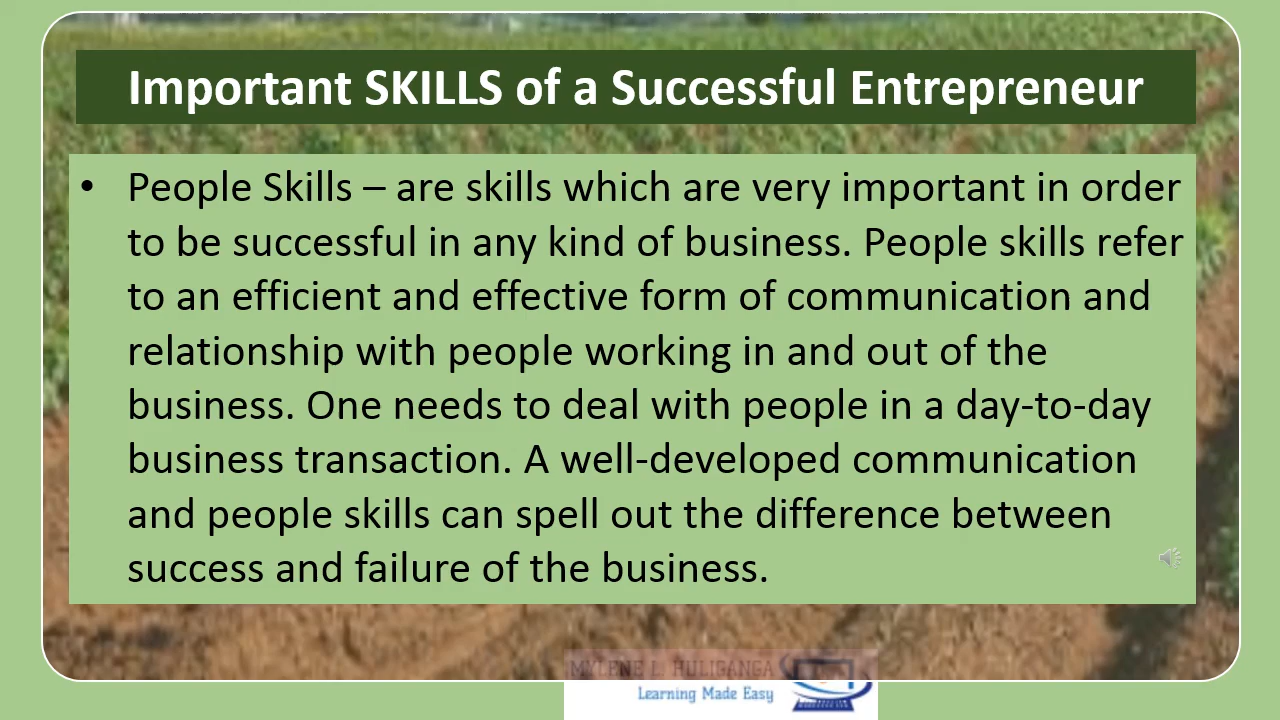 Important SKILLS of a Successful Entrepreneur
• People Skills – are skills which are very important in order
to be successful in any kind of business. People skills refer
to an efficient and effective form of communication and
relationship with people working in and out of the
business. One needs to deal with people in a day-to-day
business transaction. A well-developed communication
and people skills can spell out the difference between
success and failure of the business.
MYLENE L. HULIGANGA
Learning Made Easy